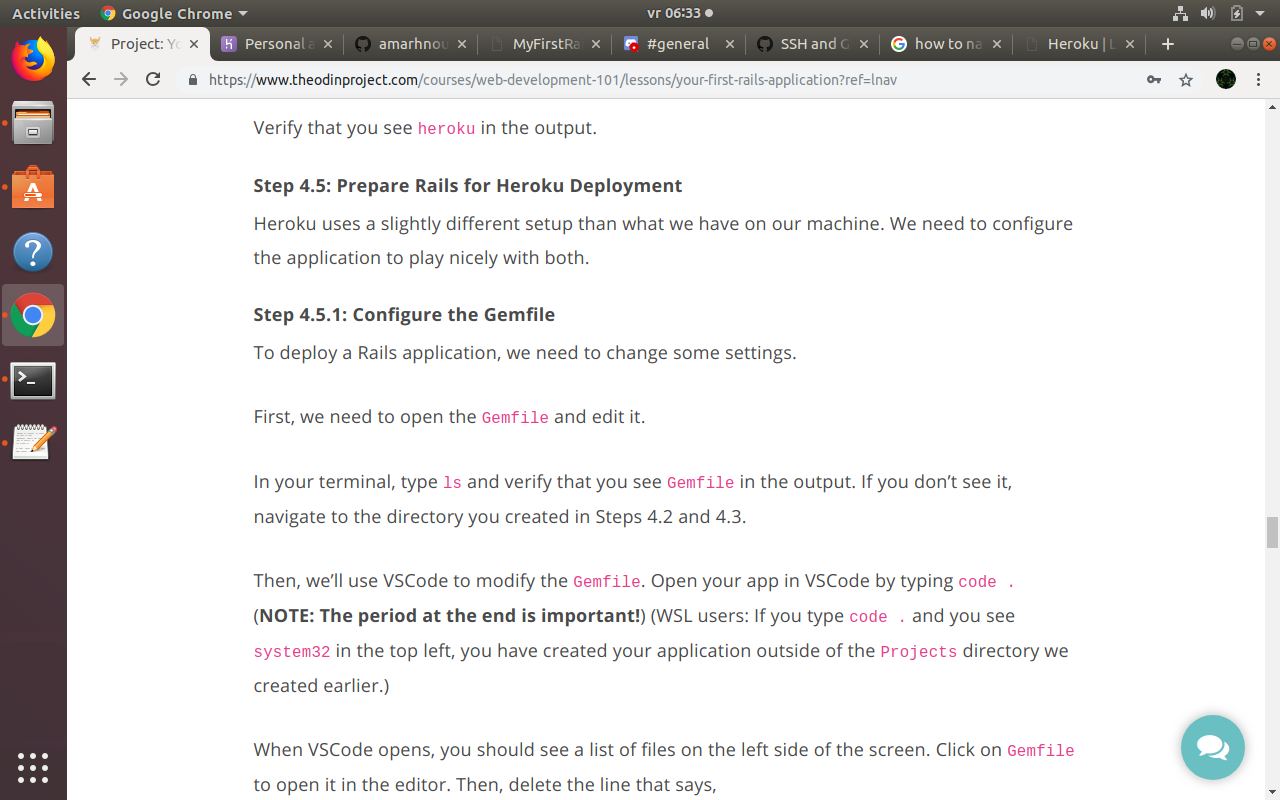 Activities Google Chrome vr 06:33
Project: Yo Personal a amarhnou MyFirstRa #general SSH and G how to na Heroku | L
https://www.theodinproject.com/courses/web-development-101/lessons/your-first-rails-application?ref=lnav
Verify that you see heroku in the output.
Step 4.5: Prepare Rails for Heroku Deployment
Heroku uses a slightly different setup than what we have on our machine. We need to configure
the application to play nicely with both.
Step 4.5.1: Configure the Gemfile
To deploy a Rails application, we need to change some settings.
First, we need to open the Gemfile and edit it.
In your terminal, type ls and verify that you see Gemfile in the output. If you don’t see it,
navigate to the directory you created in Steps 4.2 and 4.3.
Then, we’ll use VSCode to modify the Gemfile. Open your app in VSCode by typing code .
(NOTE: The period at the end is important!) (WSL users: If you type code . and you see
system32 in the top left, you have created your application outside of the Projects directory we
created earlier.)
When VSCode opens, you should see a list of files on the left side of the screen. Click on Gemfile
to open it in the editor. Then, delete the line that says,